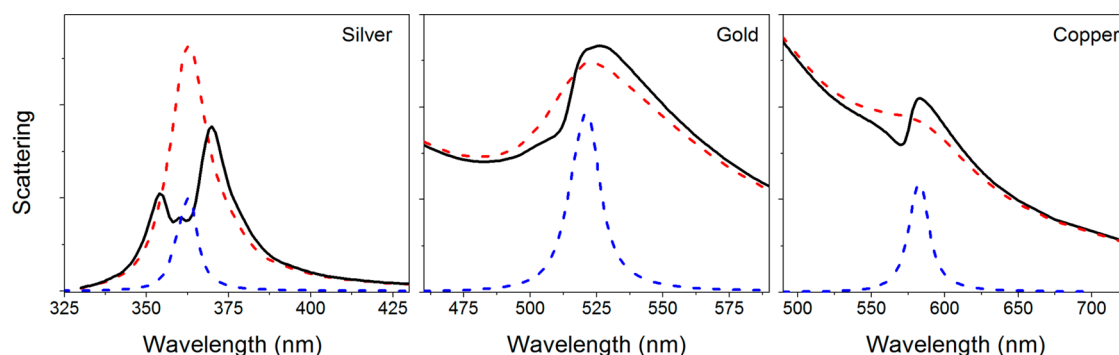 Silver
Gold
Copper
Scattering
325 350 375 400 425
475 500 525 550 575
500 550 600 650 700
Wavelength (nm)
Wavelength (nm)
Wavelength (nm)